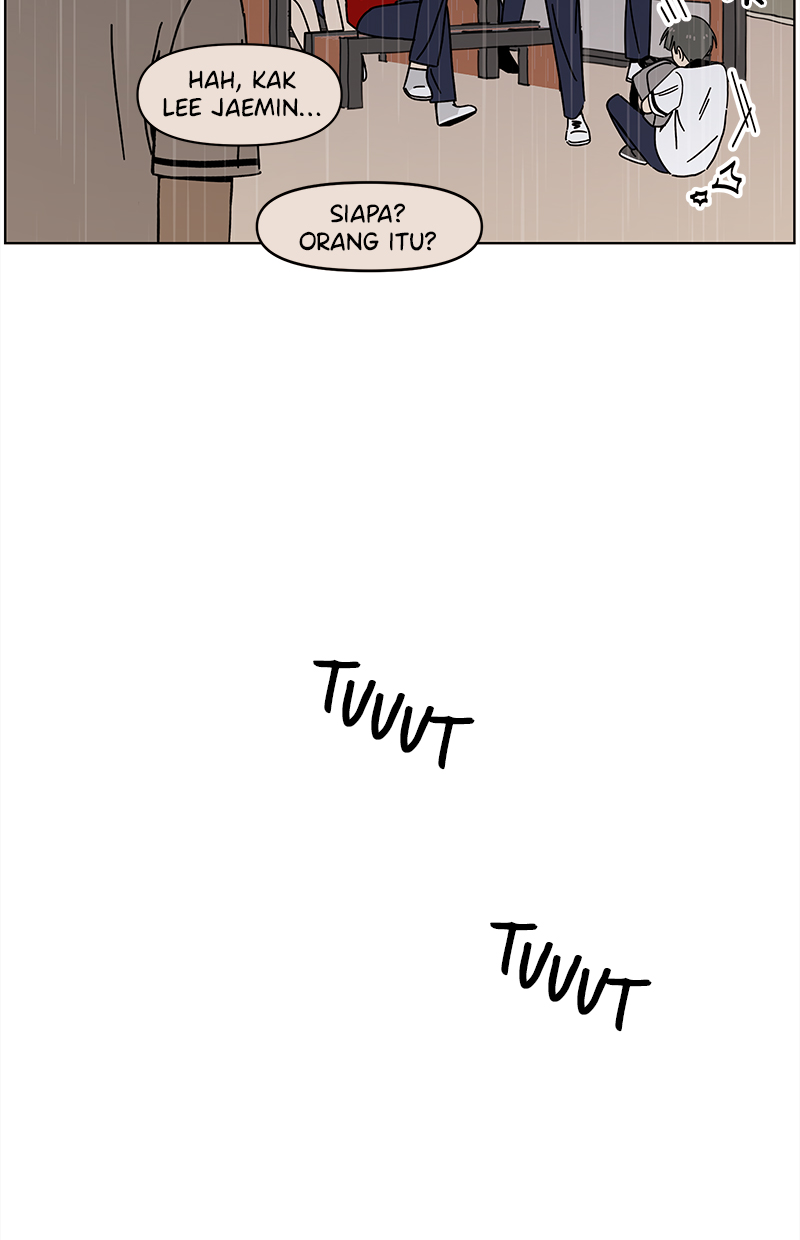 HAH, KAK
LEE JAEMIN...
SIAPA?
ORANG ITU?
TUUUT
TUUUT